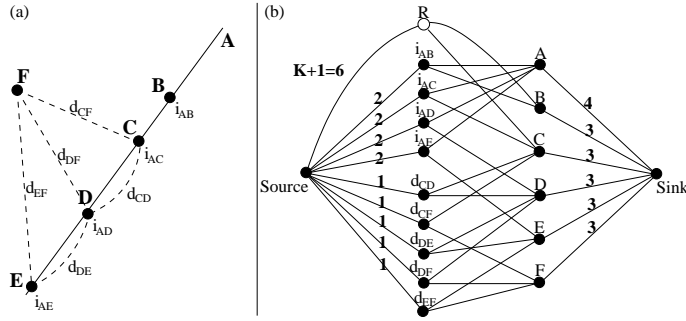 (a)
A
F
B
i_AB
d_CF
C
i_AC
d_DF
d_EF
d_CD
D
i_AD
d_DE
E
i_AE
(b)
R
K+1=6
i_AB
A
i_AC
B
2
4
i_AD
2
3
2
i_AE
C
2
3
Source
Sink
1
d_CD
D
3
1
d_CF
1
d_DE
E
3
1
d_DF
F
1
d_EF